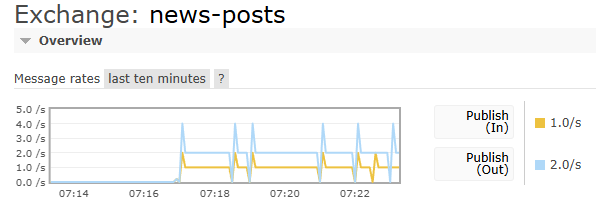 Exchange: news-posts
Overview
Message rates last ten minutes ?
5.0 /s
4.0 /s
3.0 /s
2.0 /s
1.0 /s
0.0 /s
07:14 07:16 07:18 07:20 07:22
Publish
(In)
1.0/s
Publish
(Out)
2.0/s